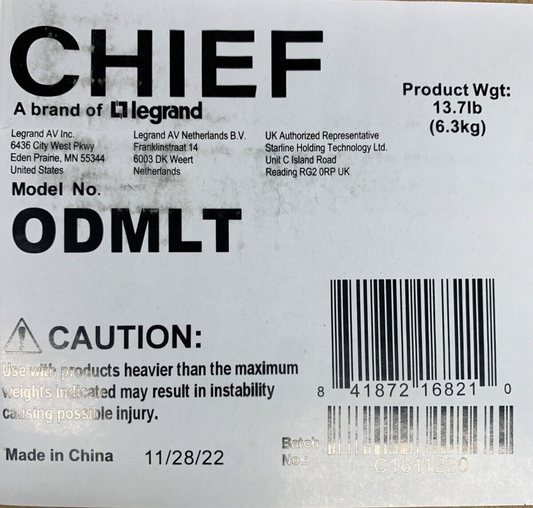 CHIEF
A brand of legrand
Product Wgt:
13.7lb
(6.3kg)
Legrand AV Inc.
6436 City West Pkwy
Eden Prairie, MN 55344
United States
Legrand AV Netherlands B.V.
Franklinstraat 14
6003 DK Weert
Netherlands
UK Authorized Representative
Starline Holding Technology Ltd.
Unit C Island Road
Reading RG2 0RP UK
Model No.
ODMLT
CAUTION:
Use with products heavier than the maximum
weights indicated may result in instability
causing possible injury.
8 41872 16821 0
Made in China 11/28/22
Batch
No.:
C1611220